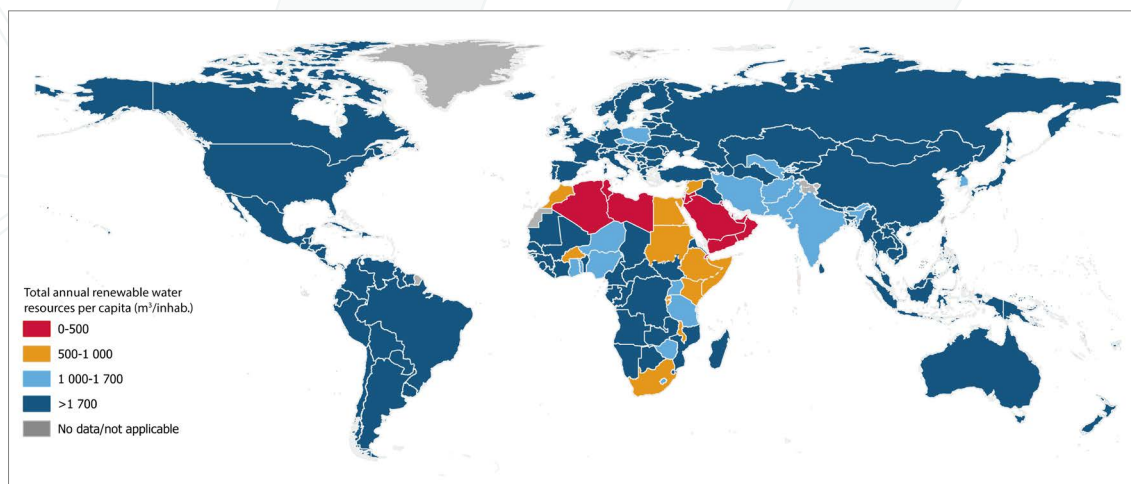 Total annual renewable water
resources per capita (m³/inhab.)
0-500
500-1 000
1 000-1 700
>1 700
No data/not applicable